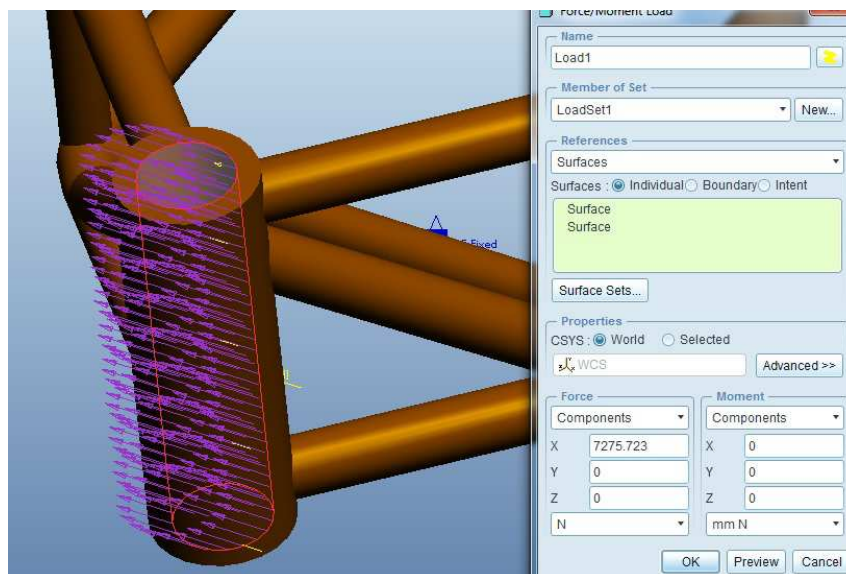 Force/Moment Load
Name
Load1
Member of Set
LoadSet1
New...
References
Surfaces
Surfaces : Individual Boundary Intent
Surface
Surface
Surface Sets...
Properties
CSYS : World Selected
WCS
Advanced >>
Force Moment
Components Components
X 7275.723 X 0
Y 0 Y 0
Z 0 Z 0
N mm N
OK Preview Cancel
Fixed